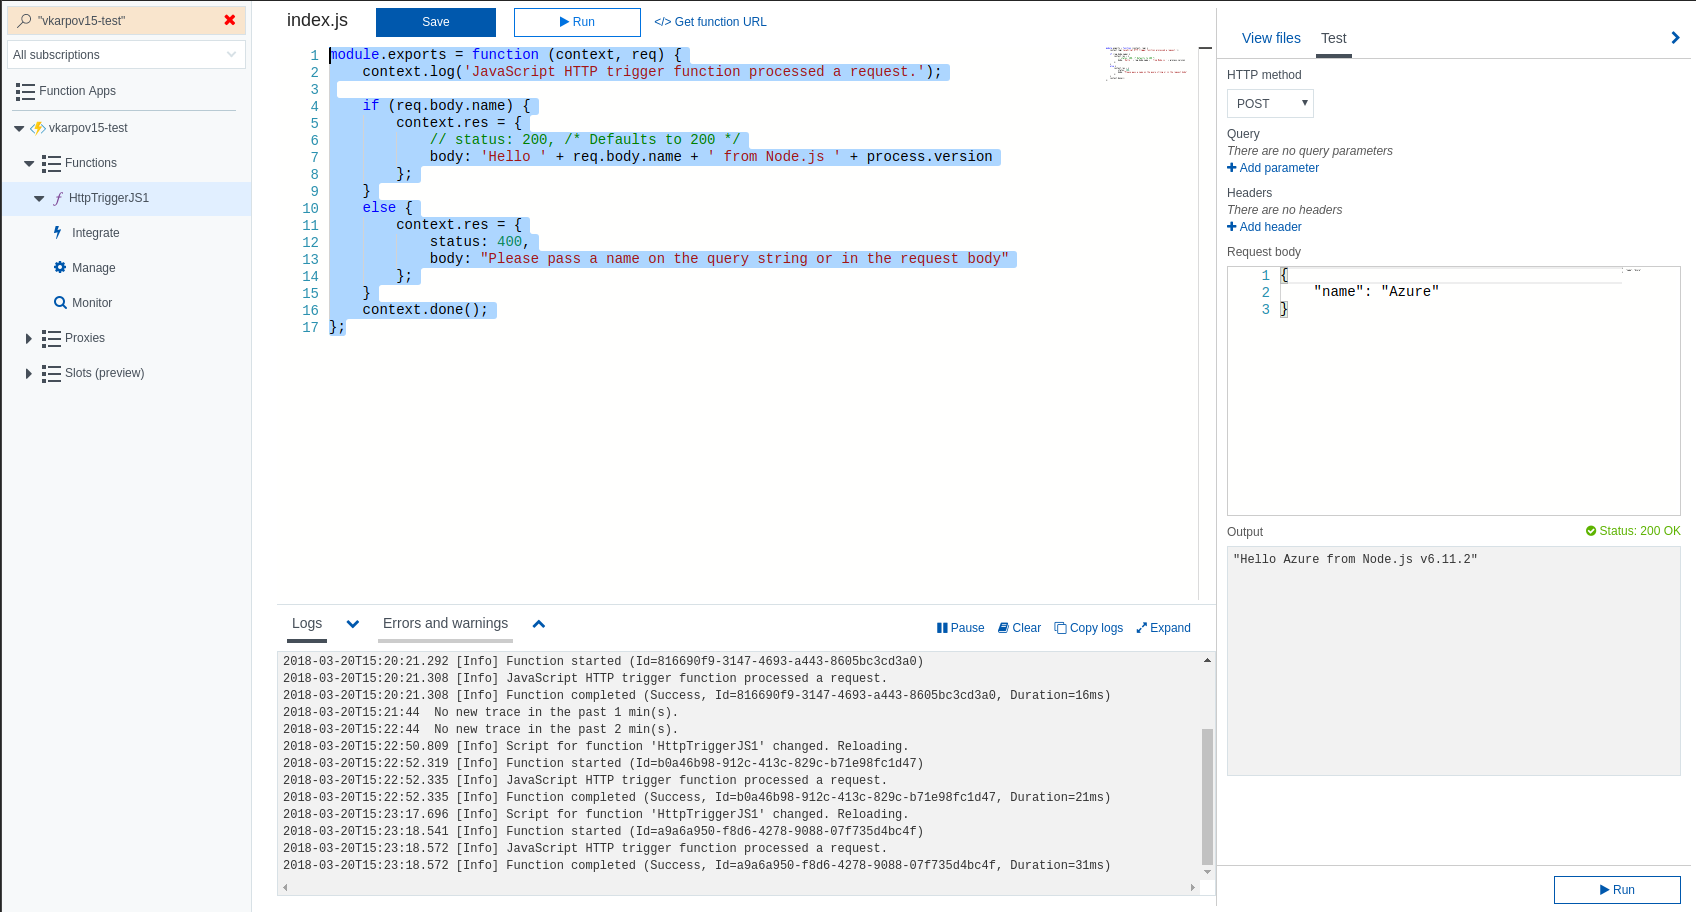 "vkarpov15-test"
All subscriptions
Function Apps
vkarpov15-test
Functions
HttpTriggerJS1
Integrate
Manage
Monitor
Proxies
Slots (preview)
index.js
Save
Run
</> Get function URL
1 module.exports = function (context, req) {
2     context.log('JavaScript HTTP trigger function processed a request.');
3
4     if (req.body.name) {
5         context.res = {
6             // status: 200, /* Defaults to 200 */
7             body: 'Hello ' + req.body.name + ' from Node.js ' + process.version
8         };
9     }
10     else {
11         context.res = {
12             status: 400,
13             body: "Please pass a name on the query string or in the request body"
14         };
15     }
16     context.done();
17 };
Logs
Errors and warnings
Pause
Clear
Copy logs
Expand
2018-03-20T15:20:21.292 [Info] Function started (Id=816690f9-3147-4693-a443-8605bc3cd3a0)
2018-03-20T15:20:21.308 [Info] JavaScript HTTP trigger function processed a request.
2018-03-20T15:20:21.308 [Info] Function completed (Success, Id=816690f9-3147-4693-a443-8605bc3cd3a0, Duration=16ms)
2018-03-20T15:21:44  No new trace in the past 1 min(s).
2018-03-20T15:22:44  No new trace in the past 2 min(s).
2018-03-20T15:22:50.809 [Info] Script for function 'HttpTriggerJS1' changed. Reloading.
2018-03-20T15:22:52.319 [Info] Function started (Id=b0a46b98-912c-413c-829c-b71e98fc1d47)
2018-03-20T15:22:52.335 [Info] JavaScript HTTP trigger function processed a request.
2018-03-20T15:22:52.335 [Info] Function completed (Success, Id=b0a46b98-912c-413c-829c-b71e98fc1d47, Duration=21ms)
2018-03-20T15:23:17.696 [Info] Script for function 'HttpTriggerJS1' changed. Reloading.
2018-03-20T15:23:18.541 [Info] Function started (Id=a9a6a950-f8d6-4278-9088-07f735d4bc4f)
2018-03-20T15:23:18.572 [Info] JavaScript HTTP trigger function processed a request.
2018-03-20T15:23:18.572 [Info] Function completed (Success, Id=a9a6a950-f8d6-4278-9088-07f735d4bc4f, Duration=31ms)
View files
Test
HTTP method
POST
Query
There are no query parameters
Add parameter
Headers
There are no headers
Add header
Request body
1 {
2     "name": "Azure"
3 }
Output
Status: 200 OK
"Hello Azure from Node.js v6.11.2"
Run